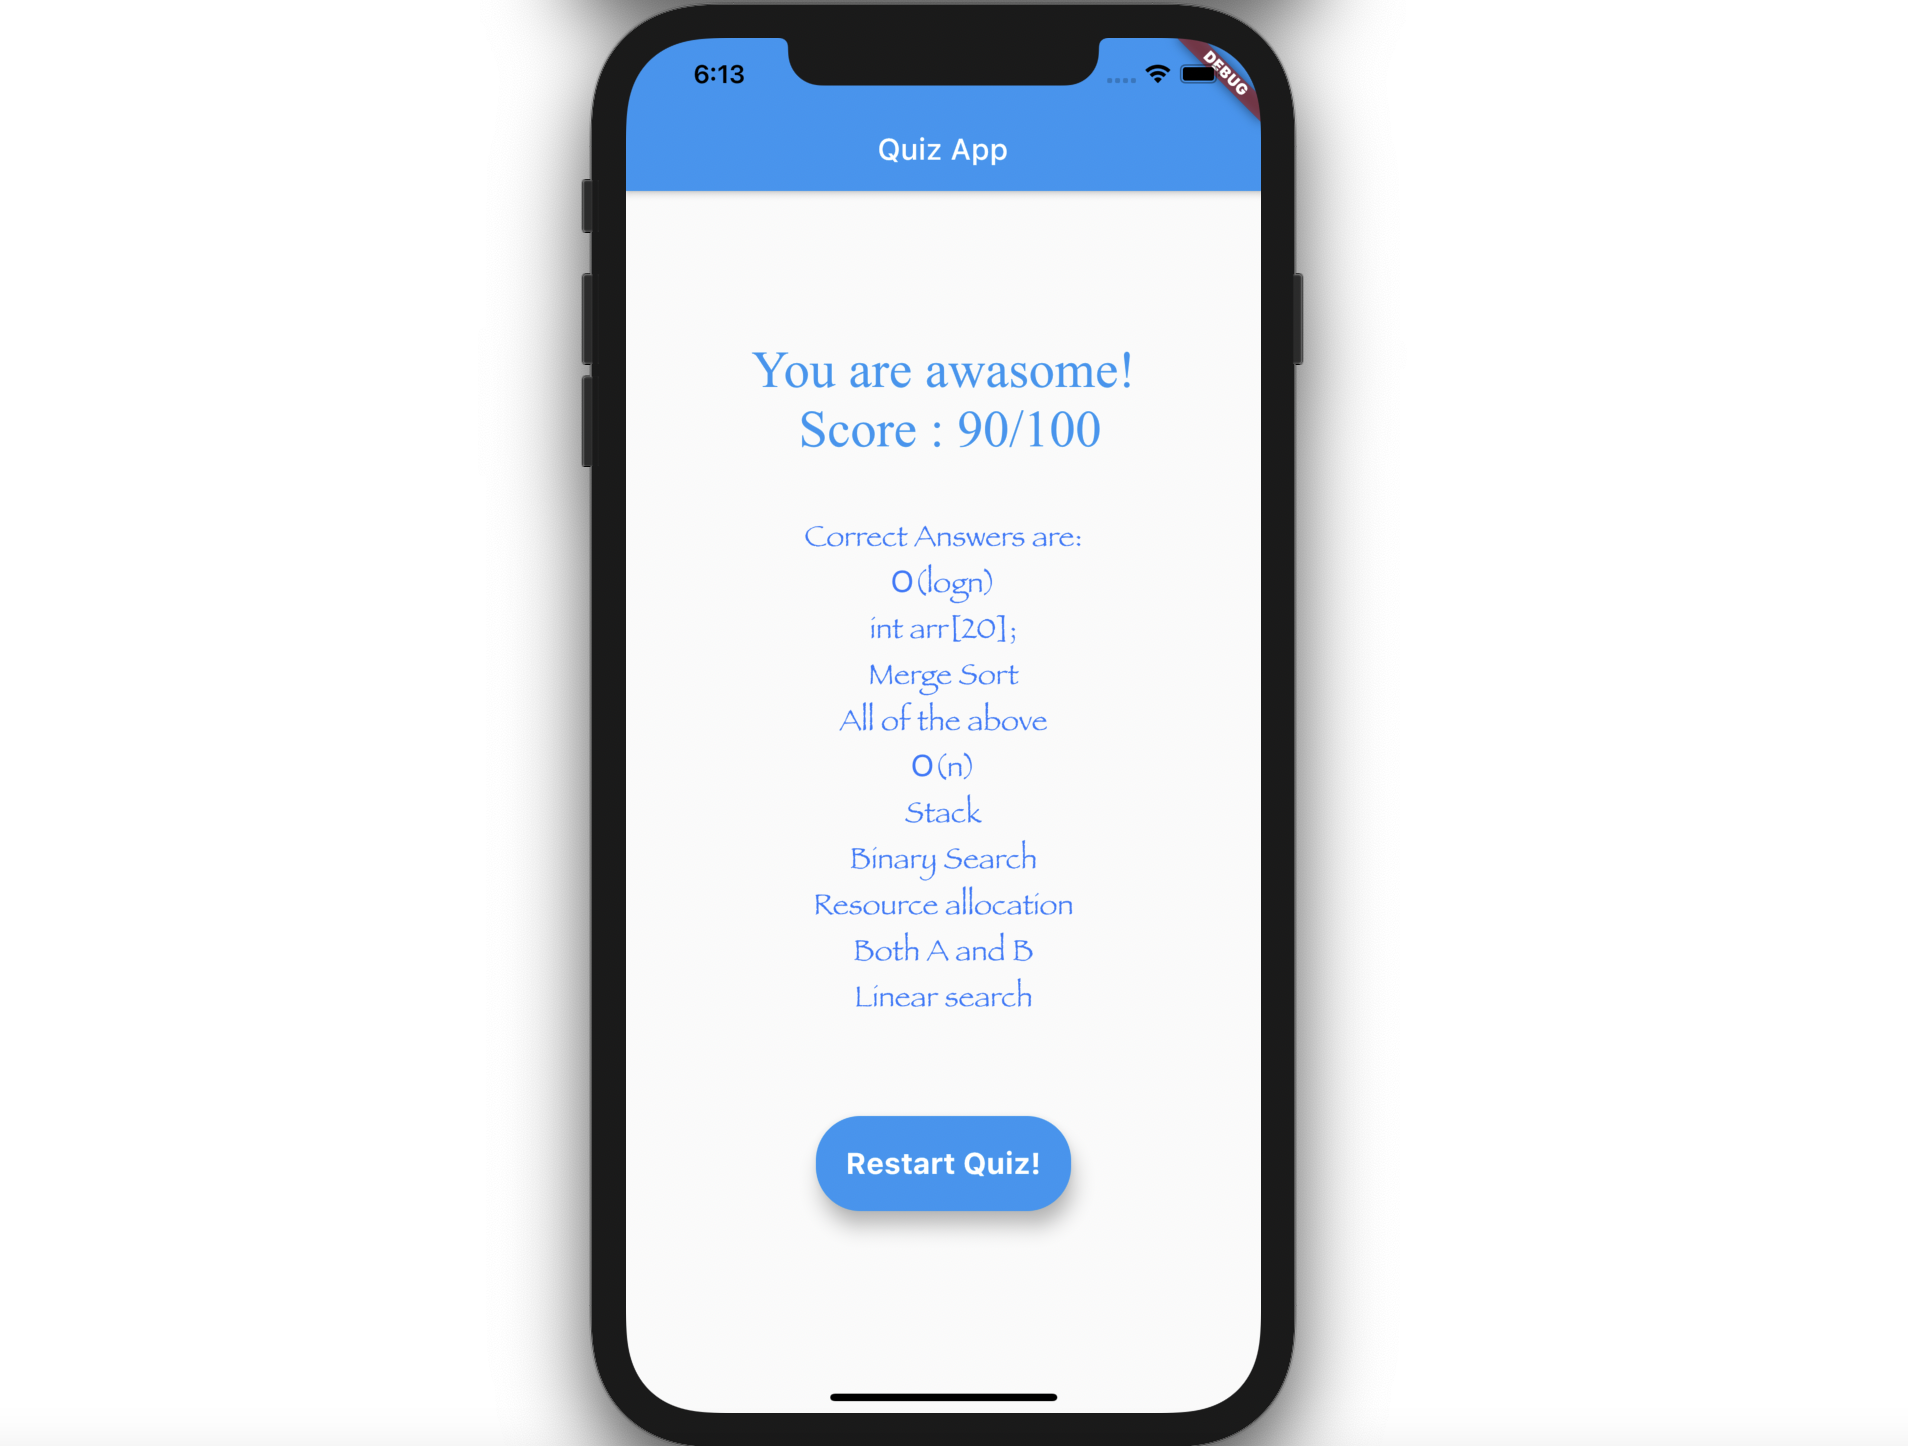 6:13
DEBUG
Quiz App
You are awasome!
Score : 90/100
Correct Answers are:
O(logn)
int arr[20];
Merge Sort
All of the above
O(n)
Stack
Binary Search
Resource allocation
Both A and B
Linear search
Restart Quiz!